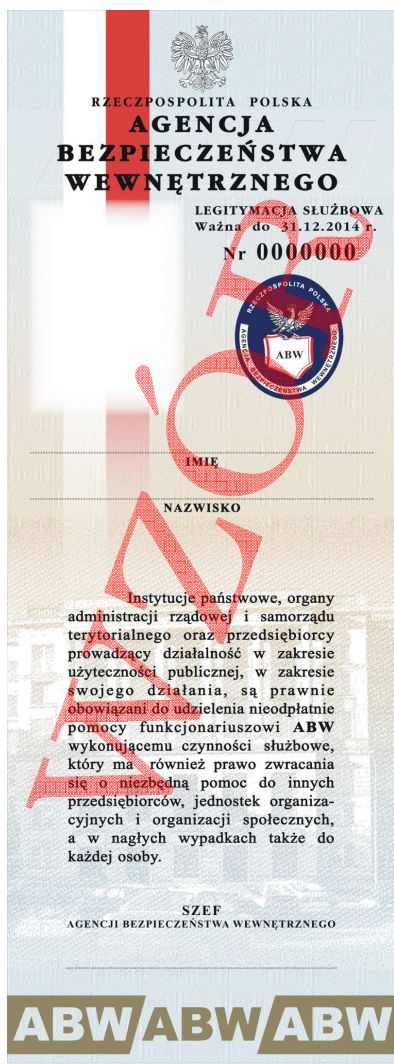 RZECZPOSPOLITA POLSKA
AGENCJA
BEZPIECZEŃSTWA
WEWNĘTRZNEGO
LEGITYMACJA SŁUŻBOWA
Ważna do 31.12.2014 r.
Nr 0000000
RZECZPOSPOLITA POLSKA
ABW
AGENCJA BEZPIECZEŃSTWA WEWNĘTRZNEGO
WZÓR
IMIĘ
NAZWISKO
Instytucje państwowe, organy
administracji rządowej i samorządu
terytorialnego oraz przedsiębiorcy
prowadzący działalność w zakresie
użyteczności publicznej, w zakresie
swojego działania, są prawnie
obowiązani do udzielenia nieodpłatnie
pomocy funkcjonariuszowi ABW
wykonującemu czynności służbowe,
który ma również prawo zwracania
się o niezbędną pomoc do innych
przedsiębiorców, jednostek organiza-
cyjnych i organizacji społecznych,
a w nagłych wypadkach także do
każdej osoby.
SZEF
AGENCJI BEZPIECZEŃSTWA WEWNĘTRZNEGO
ABW/ABW/ABW